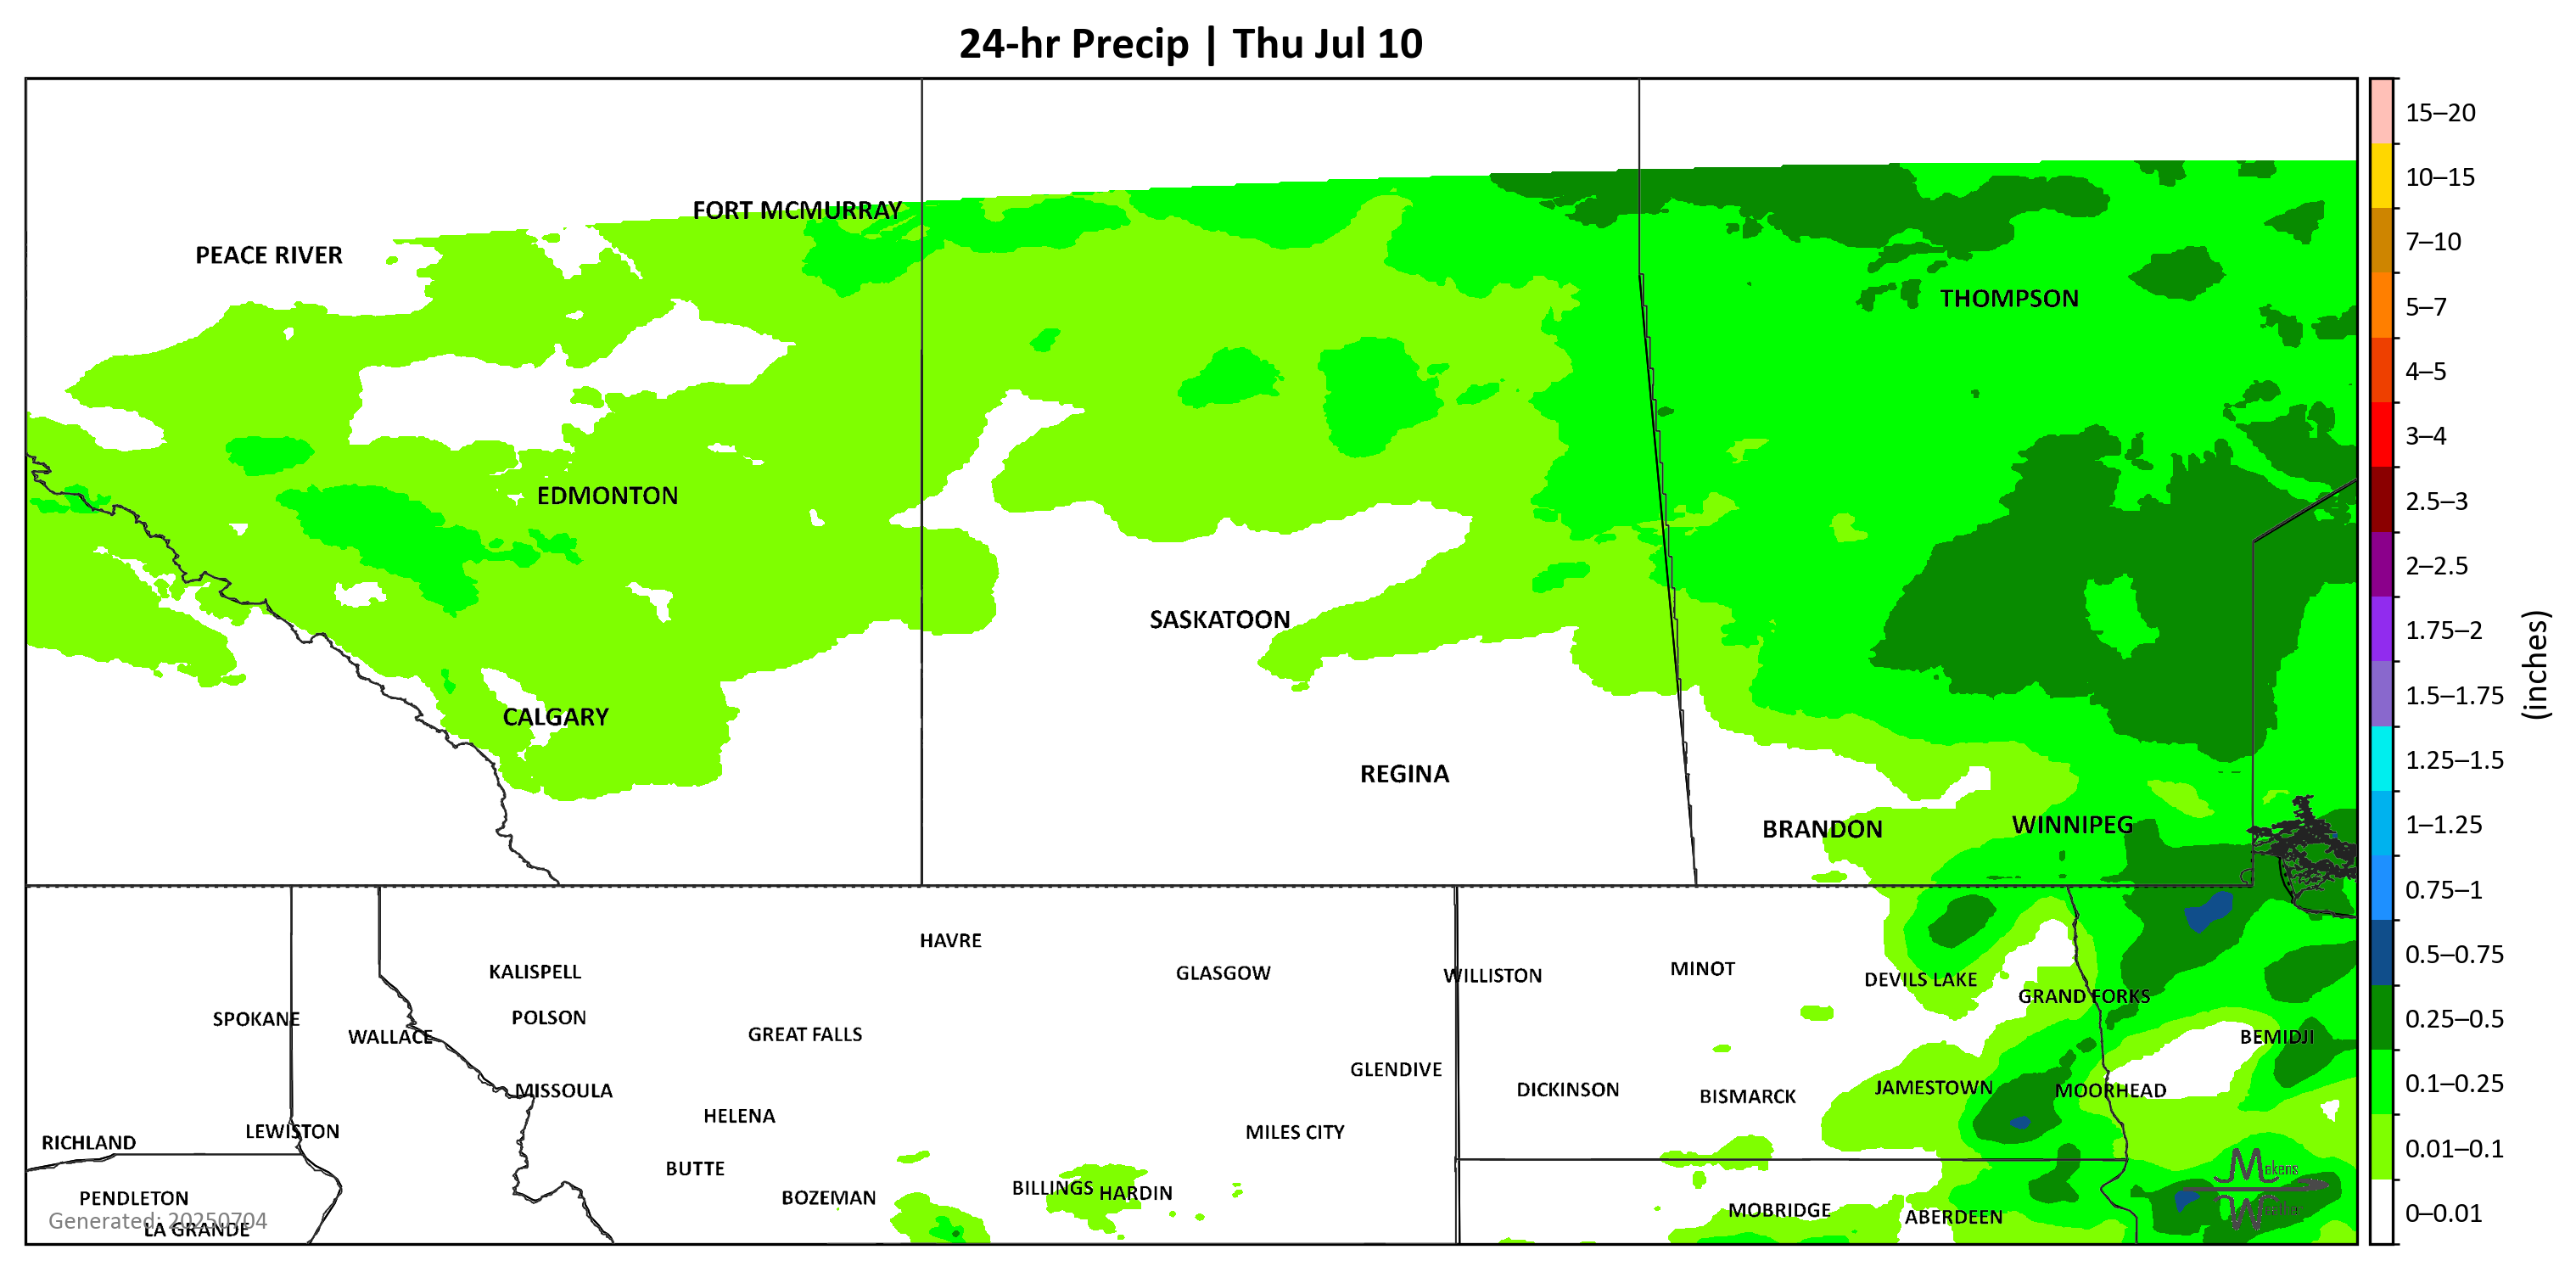 24-hr Precip | Thu Jul 10
FORT MCMURRAY
PEACE RIVER
THOMPSON
EDMONTON
SASKATOON
CALGARY
REGINA
BRANDON
WINNIPEG
HAVRE
KALISPELL
GLASGOW
WILLISTON
MINOT
DEVILS LAKE
GRAND FORKS
SPOKANE
POLSON
WALLACE
GREAT FALLS
BEMIDJI
GLENDIVE
MISSOULA
DICKINSON
BISMARCK
JAMESTOWN
MOORHEAD
HELENA
RICHLAND
LEWISTON
MILES CITY
BUTTE
BILLINGS
HARDIN
PENDLETON
BOZEMAN
MOBRIDGE
ABERDEEN
Generated: 20250704
LA GRANDE
Makens
Weather
15–20
10–15
7–10
5–7
4–5
3–4
2.5–3
2–2.5
1.75–2
1.5–1.75
1.25–1.5
1–1.25
0.75–1
0.5–0.75
0.25–0.5
0.1–0.25
0.01–0.1
0–0.01
(inches)